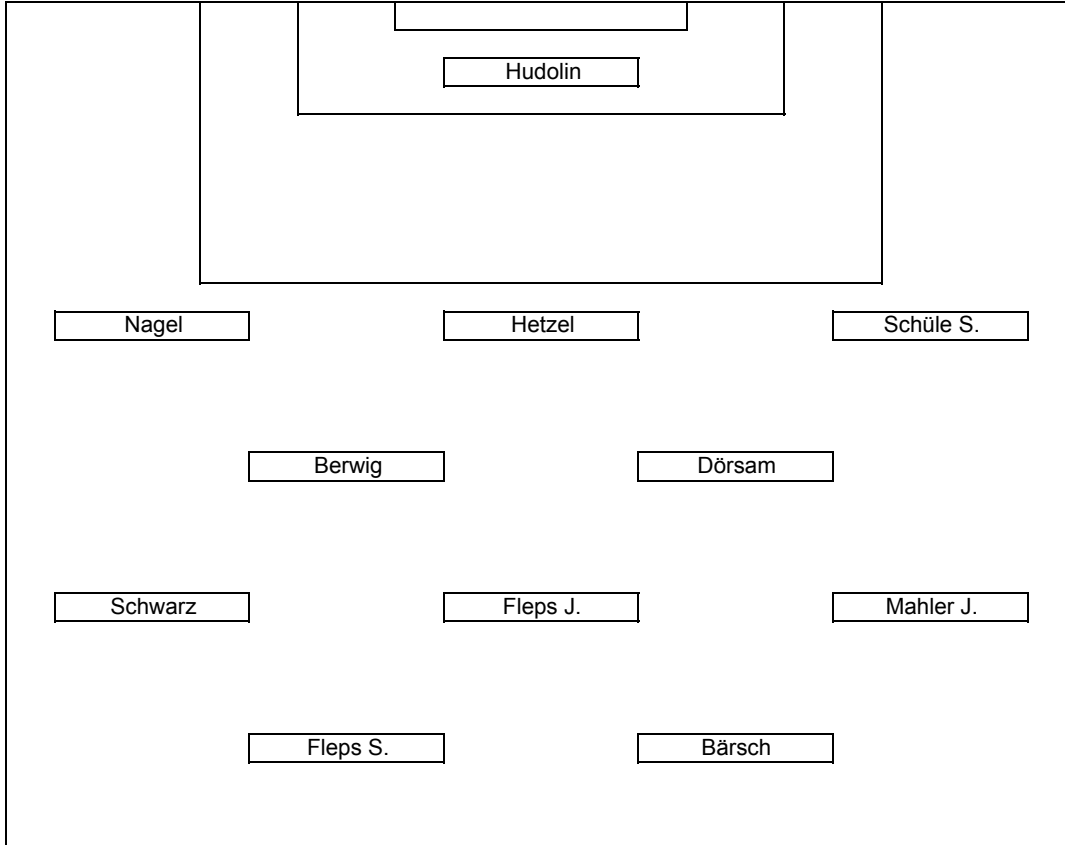 Hudolin
Nagel Hetzel Schüle S.
Berwig Dörsam
Schwarz Fleps J. Mahler J.
Fleps S. Bärsch